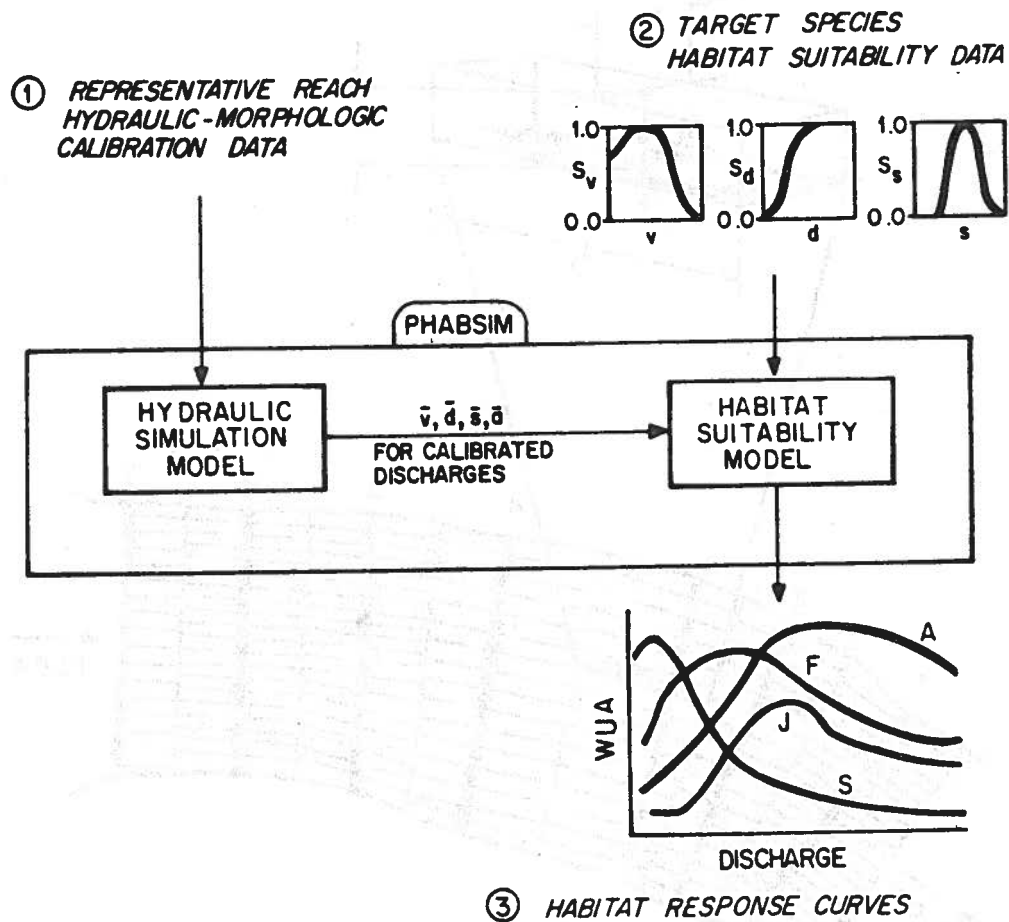 ① REPRESENTATIVE REACH
HYDRAULIC-MORPHOLOGIC
CALIBRATION DATA
② TARGET SPECIES
HABITAT SUITABILITY DATA
1.0
Sv
0.0
v
1.0
Sd
0.0
d
1.0
Ss
0.0
s
PHABSIM
HYDRAULIC
SIMULATION
MODEL
v̄, d̄, s̄, ā
FOR CALIBRATED
DISCHARGES
HABITAT
SUITABILITY
MODEL
WUA
A
F
J
S
DISCHARGE
③ HABITAT RESPONSE CURVES